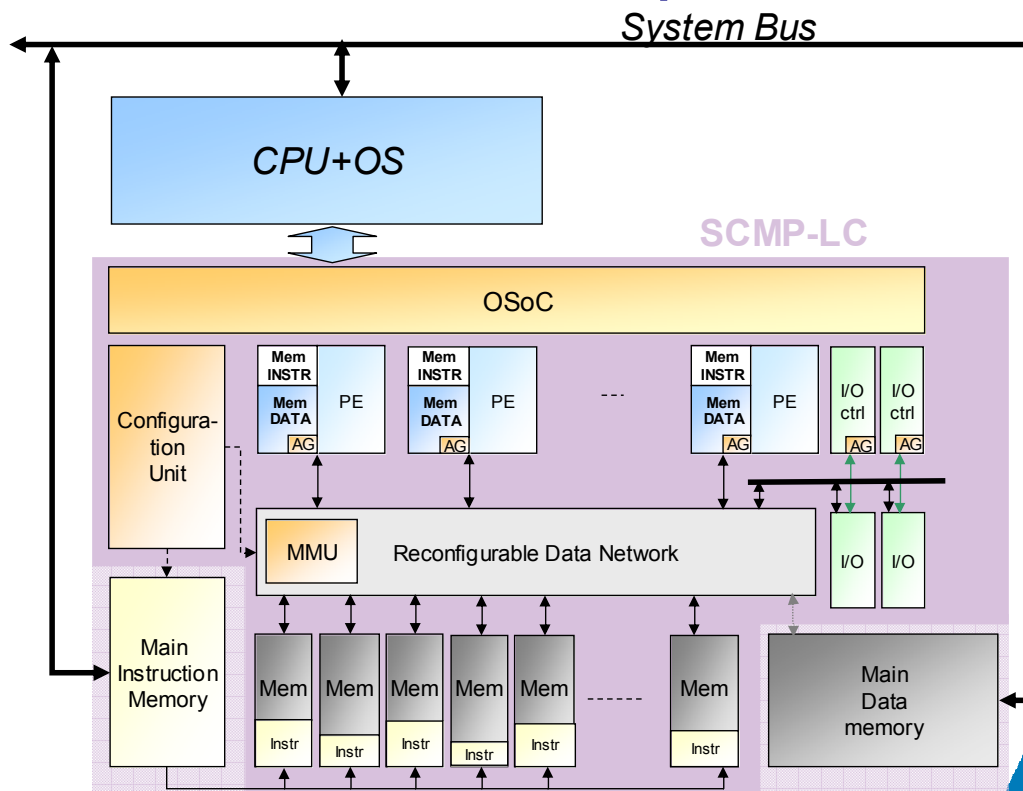 System Bus
CPU+OS
SCMP-LC
OSoC
Configura-
tion
Unit
Mem
INSTR
Mem
DATA
AG
PE
Mem
INSTR
Mem
DATA
AG
PE
Mem
INSTR
Mem
DATA
AG
PE
I/O
ctrl
AG
I/O
ctrl
AG
MMU
Reconfigurable Data Network
I/O
I/O
Main
Instruction
Memory
Mem
Instr
Mem
Instr
Mem
Instr
Mem
Instr
Mem
Instr
Mem
Instr
Main
Data
memory